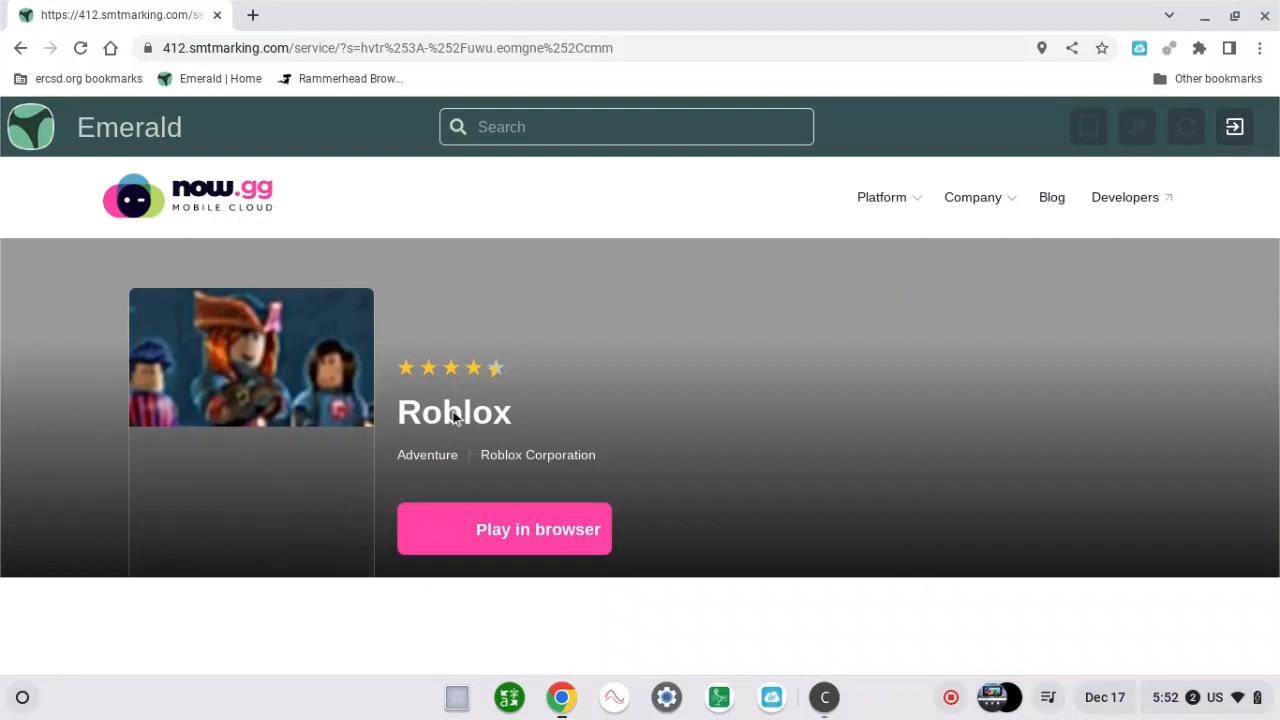 https://412.smtmarking.com/se
412.smtmarking.com/service/?s=hvtr%253A-%252Fuwu.eomgne%252Ccmm
ercsd.org bookmarks
Emerald | Home
Rammerhead Brow...
Other bookmarks
Emerald
Search
now.gg
MOBILE CLOUD
Platform
Company
Blog
Developers
Roblox
Adventure | Roblox Corporation
Play in browser
C
Dec 17
5:52
2
US